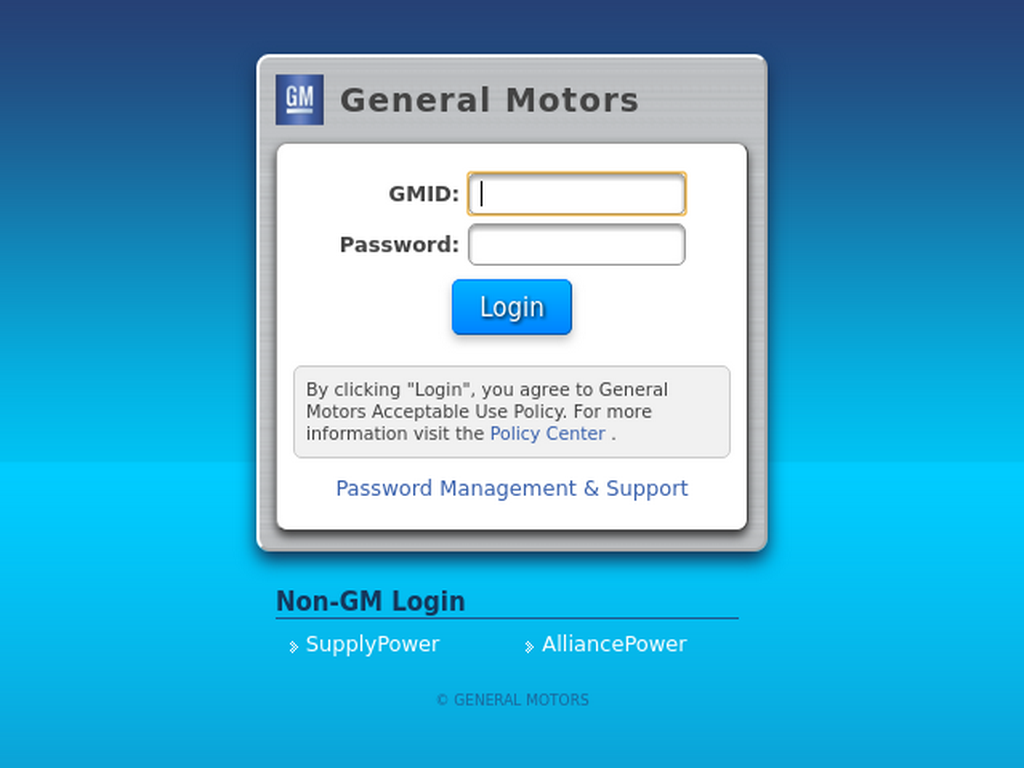 GM General Motors
GMID:
Password:
Login
By clicking "Login", you agree to General
Motors Acceptable Use Policy. For more
information visit the Policy Center .
Password Management & Support
Non-GM Login
SupplyPower AlliancePower
© GENERAL MOTORS